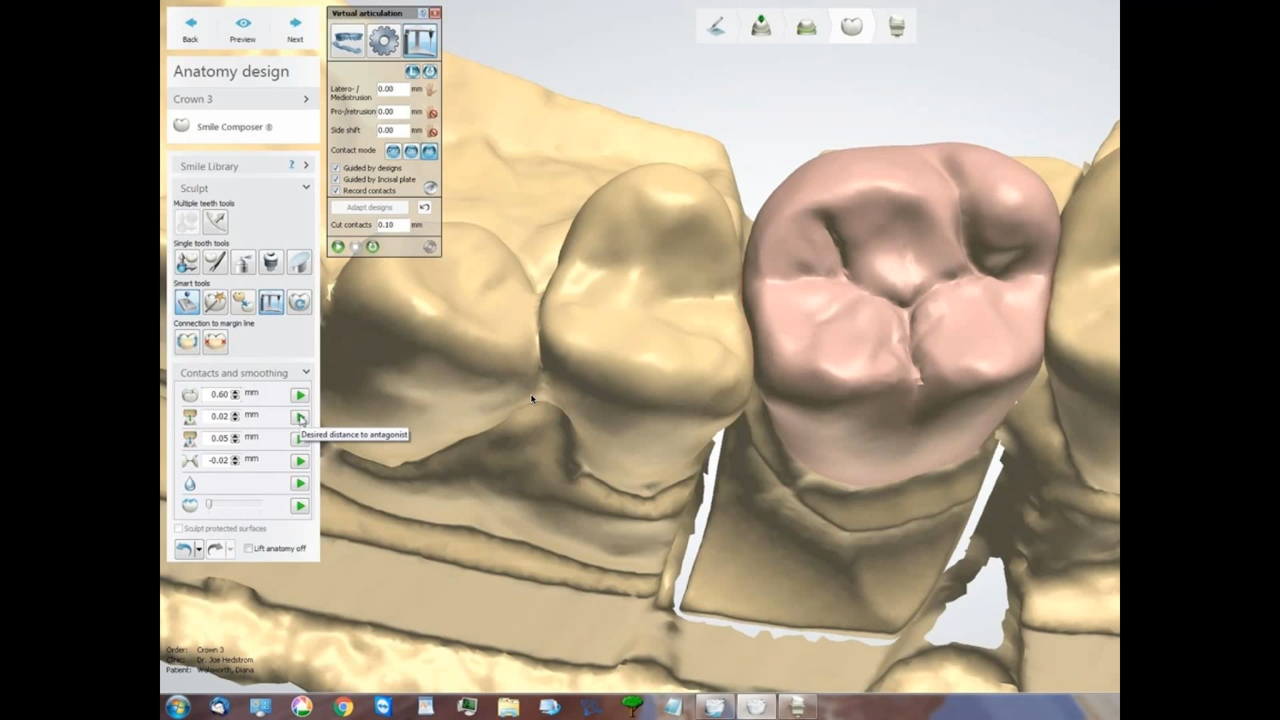 Back
Preview
Next
Anatomy design
Crown 3
Smile Composer ®
Smile Library
?
Sculpt
Multiple teeth tools
Single tooth tools
Smart tools
Connection to margin line
Contacts and smoothing
0.60 mm
0.02 mm
Desired distance to antagonist
0.05 mm
-0.02 mm
Sculpt protected surfaces
Lift anatomy off
Virtual articulation
Latero- /
Mediotrusion 0.00 mm
Pro-/retrusion 0.00 mm
Side shift 0.00 mm
Contact mode
Guided by designs
Guided by Incisal plate
Record contacts
Adapt designs
Cut contacts 0.10 mm
Order: Crown 3
Clinic: Dr. Joe Hedstrom
Patient: Diana